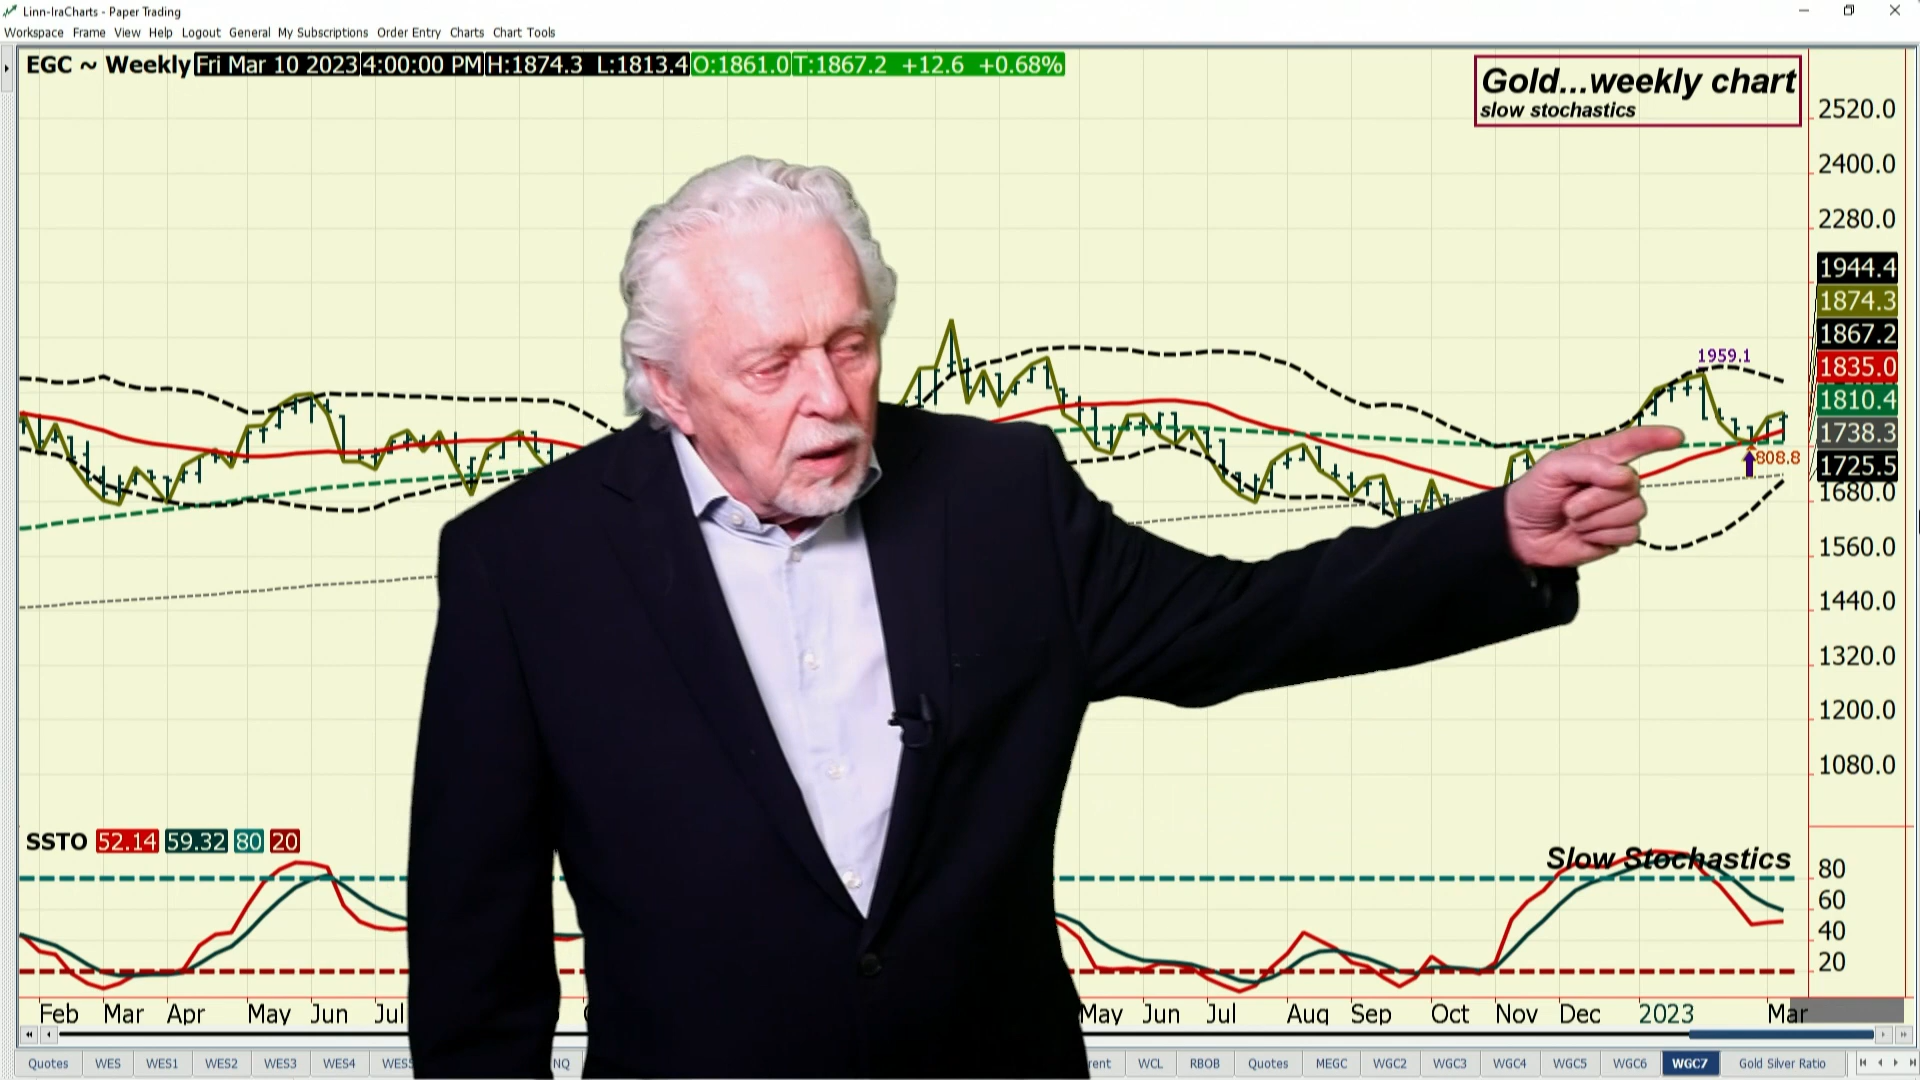 Linn-IraCharts - Paper Trading
Workspace Frame View Help Logout General My Subscriptions Order Entry Charts Chart Tools
EGC ~ Weekly Fri Mar 10 2023 4:00:00 PM H:1874.3 L:1813.4 O:1861.0 T:1867.2 +12.6 +0.68%
Gold...weekly chart
slow stochastics
2520.0
2400.0
2280.0
1944.4
1874.3
1867.2
1959.1
1835.0
1810.4
1738.3
808.8
1725.5
1680.0
1560.0
1440.0
1320.0
1200.0
1080.0
SSTO 52.14 59.32 80 20
Slow Stochastics
80
60
40
20
Feb Mar Apr May Jun Jul May Jun Jul Aug Sep Oct Nov Dec 2023 Mar
Quotes WES WES1 WES2 WES3 WES4 WES5 NQ rent WCL RBOB Quotes MEGC WGC2 WGC3 WGC4 WGC5 WGC6 WGC7 Gold Silver Ratio